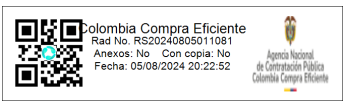 Colombia Compra Eficiente
Rad No. RS20240805011081
Anexos: No Con copia: No
Fecha: 05/08/2024 20:22:52
Agencia Nacional
de Contratación Pública
Colombia Compra Eficiente